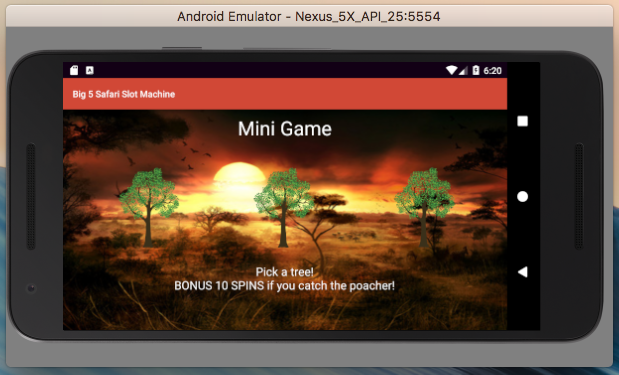 Android Emulator - Nexus_5X_API_25:5554
6:20
Big 5 Safari Slot Machine
Mini Game
Pick a tree!
BONUS 10 SPINS if you catch the poacher!